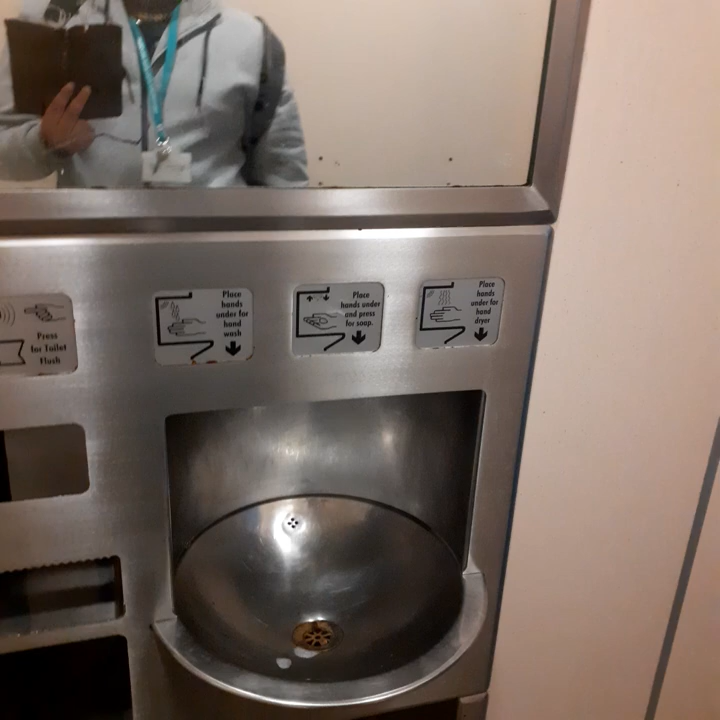 Press
for Toilet
Flush
Place
hands
under for
hand
wash
Place
hands under
and press
for soap.
Place
hands
under for
hand
dryer